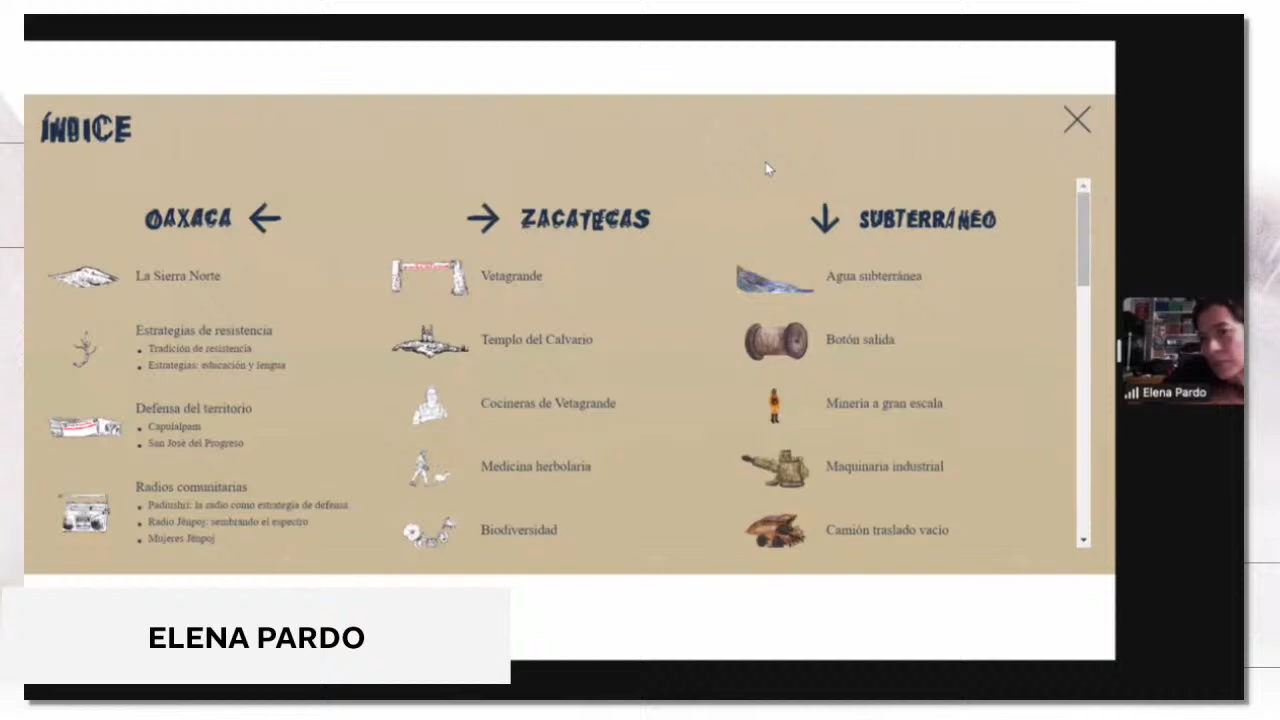 ÍNDICE
OAXACA
La Sierra Norte
Estrategias de resistencia
Tradición de resistencia
Estrategias: educación y lengua
Defensa del territorio
Capulalpam
San José del Progreso
Radios comunitarias
Padiushi: la radio como estrategia de defensa
Radio Jënpoj: sembrando el espectro
Mujeres Jënpoj
ZACATECAS
Vetagrande
Templo del Calvario
Cocineras de Vetagrande
Medicina herbolaria
Biodiversidad
SUBTERRÁNEO
Agua subterránea
Botón salida
Minería a gran escala
Maquinaria industrial
Camión traslado vacío
Elena Pardo
ELENA PARDO